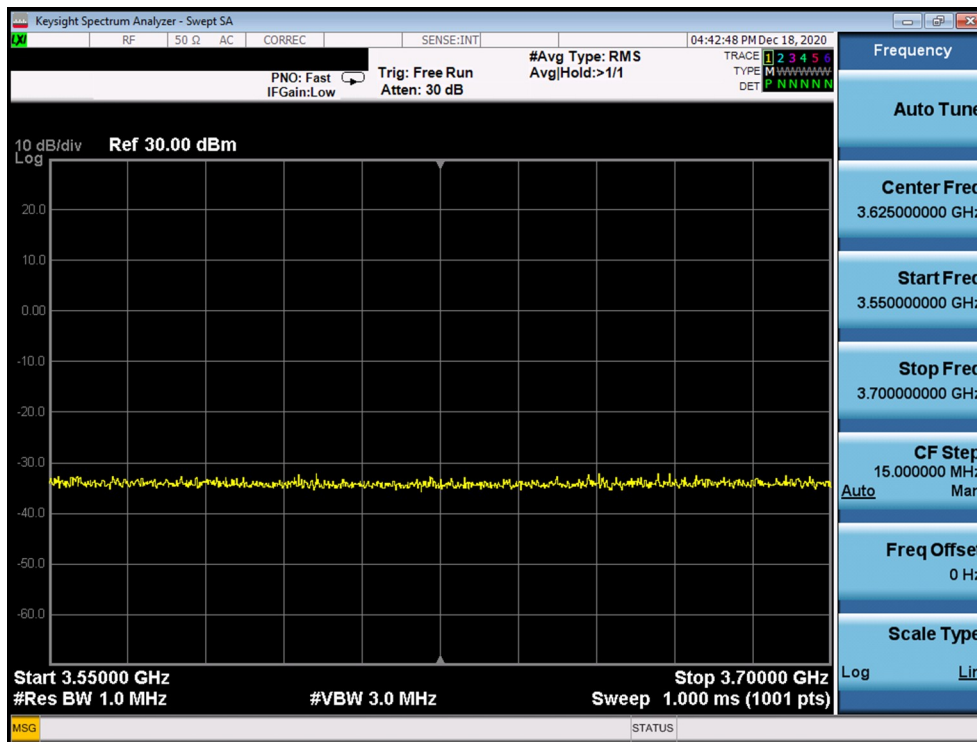 Keysight Spectrum Analyzer - Swept SA
LXI RF 50 Ω AC CORREC SENSE:INT 04:42:48 PM Dec 18, 2020
PNO: Fast
IFGain:Low
Trig: Free Run
Atten: 30 dB
#Avg Type: RMS
Avg|Hold:>1/1
TRACE 1 2 3 4 5 6
TYPE M WWWWW
DET P N N N N N
10 dB/div Ref 30.00 dBm
Log
20.0
10.0
0.00
-10.0
-20.0
-30.0
-40.0
-50.0
-60.0
Start 3.55000 GHz Stop 3.70000 GHz
#Res BW 1.0 MHz #VBW 3.0 MHz Sweep 1.000 ms (1001 pts)
MSG STATUS
Frequency
Auto Tune
Center Freq
3.625000000 GHz
Start Freq
3.550000000 GHz
Stop Freq
3.700000000 GHz
CF Step
15.000000 MHz
Auto Man
Freq Offset
0 Hz
Scale Type
Log Lin